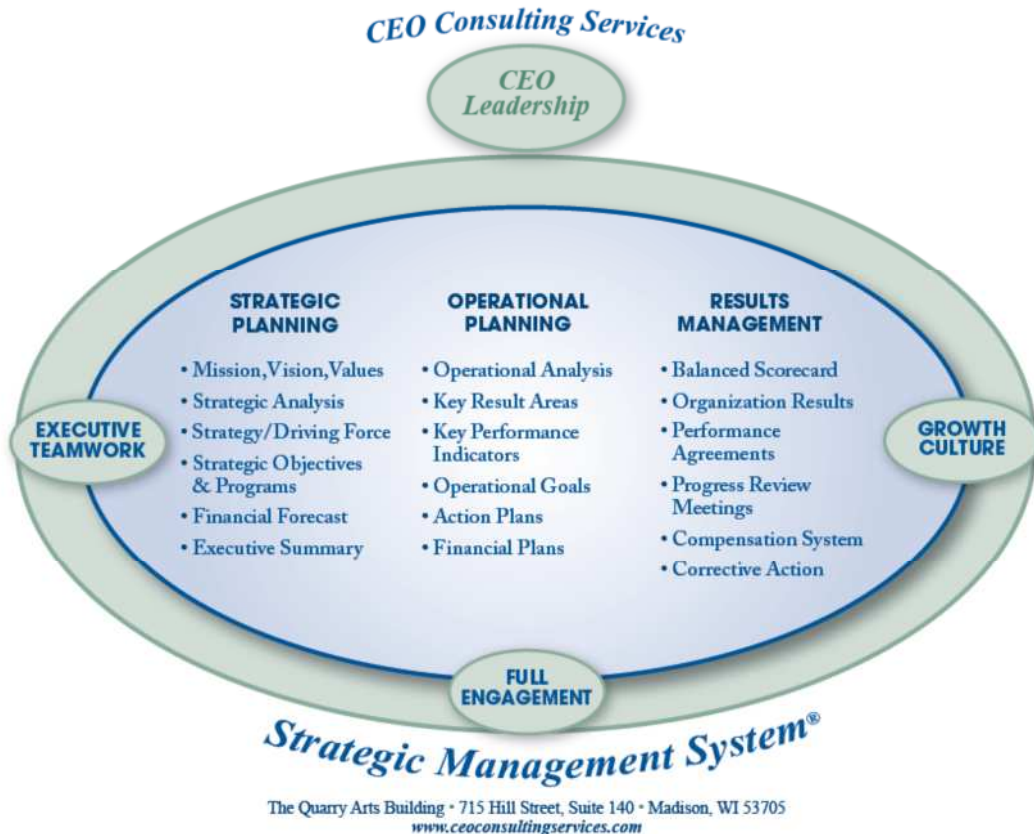 CEO Consulting Services
CEO
Leadership
STRATEGIC
PLANNING
• Mission,Vision,Values
• Strategic Analysis
• Strategy/Driving Force
• Strategic Objectives
& Programs
• Financial Forecast
• Executive Summary
OPERATIONAL
PLANNING
• Operational Analysis
• Key Result Areas
• Key Performance
Indicators
• Operational Goals
• Action Plans
• Financial Plans
RESULTS
MANAGEMENT
• Balanced Scorecard
• Organization Results
• Performance
Agreements
• Progress Review
Meetings
• Compensation System
• Corrective Action
EXECUTIVE
TEAMWORK
GROWTH
CULTURE
FULL
ENGAGEMENT
Strategic Management System®
The Quarry Arts Building • 715 Hill Street, Suite 140 • Madison, WI 53705
www.ceoconsultingservices.com